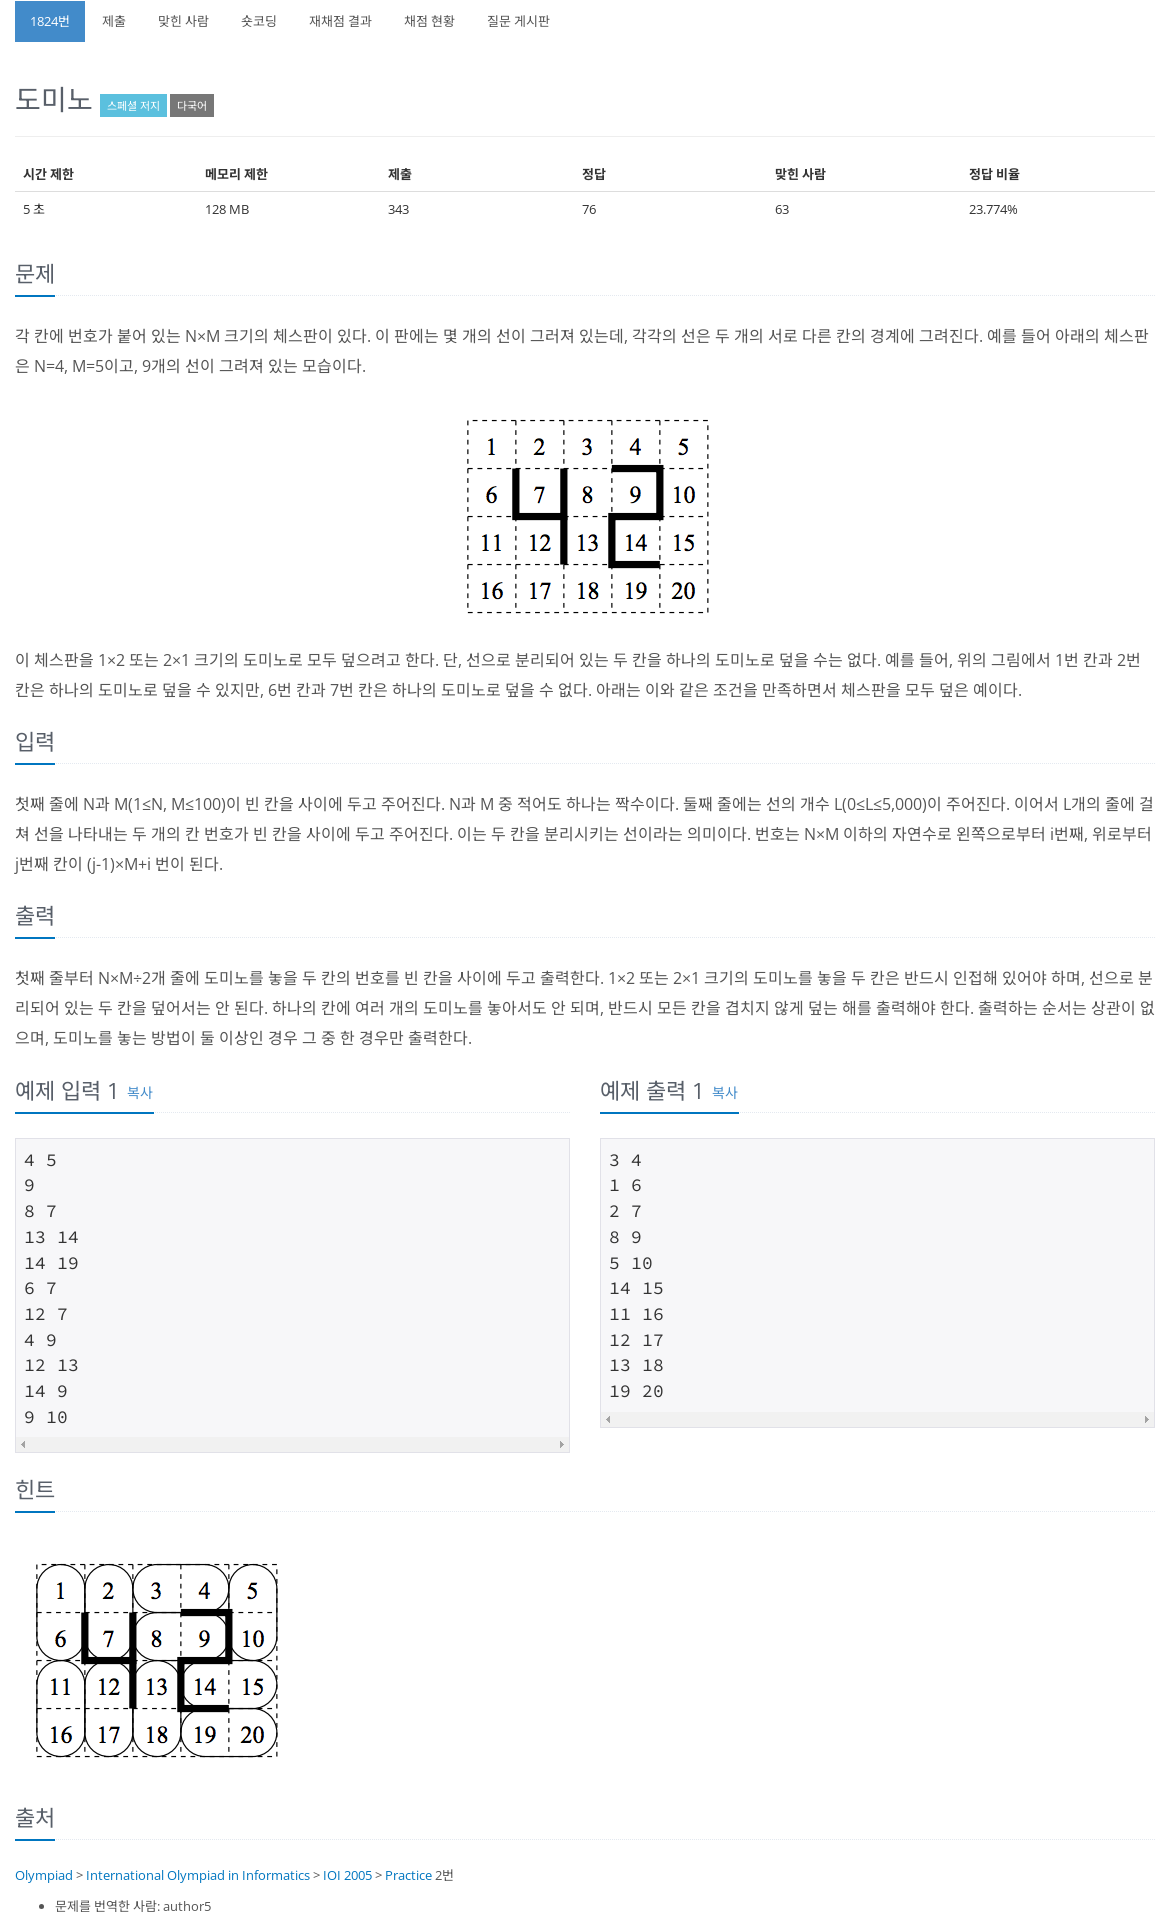 1824번 제출 맞힌 사람 숏코딩 재채점 결과 채점 현황 질문 게시판
도미노 스페셜 저지 다국어
시간 제한 메모리 제한 제출 정답 맞힌 사람 정답 비율
5 초 128 MB 343 76 63 23.774%
문제
각 칸에 번호가 붙어 있는 N×M 크기의 체스판이 있다. 이 판에는 몇 개의 선이 그러져 있는데, 각각의 선은 두 개의 서로 다른 칸의 경계에 그려진다. 예를 들어 아래의 체스판
은 N=4, M=5이고, 9개의 선이 그려져 있는 모습이다.
1 2 3 4 5
6 7 8 9 10
11 12 13 14 15
16 17 18 19 20
이 체스판을 1×2 또는 2×1 크기의 도미노로 모두 덮으려고 한다. 단, 선으로 분리되어 있는 두 칸을 하나의 도미노로 덮을 수는 없다. 예를 들어, 위의 그림에서 1번 칸과 2번
칸은 하나의 도미노로 덮을 수 있지만, 6번 칸과 7번 칸은 하나의 도미노로 덮을 수 없다. 아래는 이와 같은 조건을 만족하면서 체스판을 모두 덮은 예이다.
입력
첫째 줄에 N과 M(1≤N, M≤100)이 빈 칸을 사이에 두고 주어진다. N과 M 중 적어도 하나는 짝수이다. 둘째 줄에는 선의 개수 L(0≤L≤5,000)이 주어진다. 이어서 L개의 줄에 걸
쳐 선을 나타내는 두 개의 칸 번호가 빈 칸을 사이에 두고 주어진다. 이는 두 칸을 분리시키는 선이라는 의미이다. 번호는 N×M 이하의 자연수로 왼쪽으로부터 i번째, 위로부터
j번째 칸이 (j-1)×M+i 번이 된다.
출력
첫째 줄부터 N×M÷2개 줄에 도미노를 놓을 두 칸의 번호를 빈 칸을 사이에 두고 출력한다. 1×2 또는 2×1 크기의 도미노를 놓을 두 칸은 반드시 인접해 있어야 하며, 선으로 분
리되어 있는 두 칸을 덮어서는 안 된다. 하나의 칸에 여러 개의 도미노를 놓아서도 안 되며, 반드시 모든 칸을 겹치지 않게 덮는 해를 출력해야 한다. 출력하는 순서는 상관이 없
으며, 도미노를 놓는 방법이 둘 이상인 경우 그 중 한 경우만 출력한다.
예제 입력 1 복사
4 5
9
8 7
13 14
14 19
6 7
12 7
4 9
12 13
14 9
9 10
예제 출력 1 복사
3 4
1 6
2 7
8 9
5 10
14 15
11 16
12 17
13 18
19 20
힌트
1 2 3 4 5
6 7 8 9 10
11 12 13 14 15
16 17 18 19 20
출처
Olympiad > International Olympiad in Informatics > IOI 2005 > Practice 2번
문제를 번역한 사람: author5